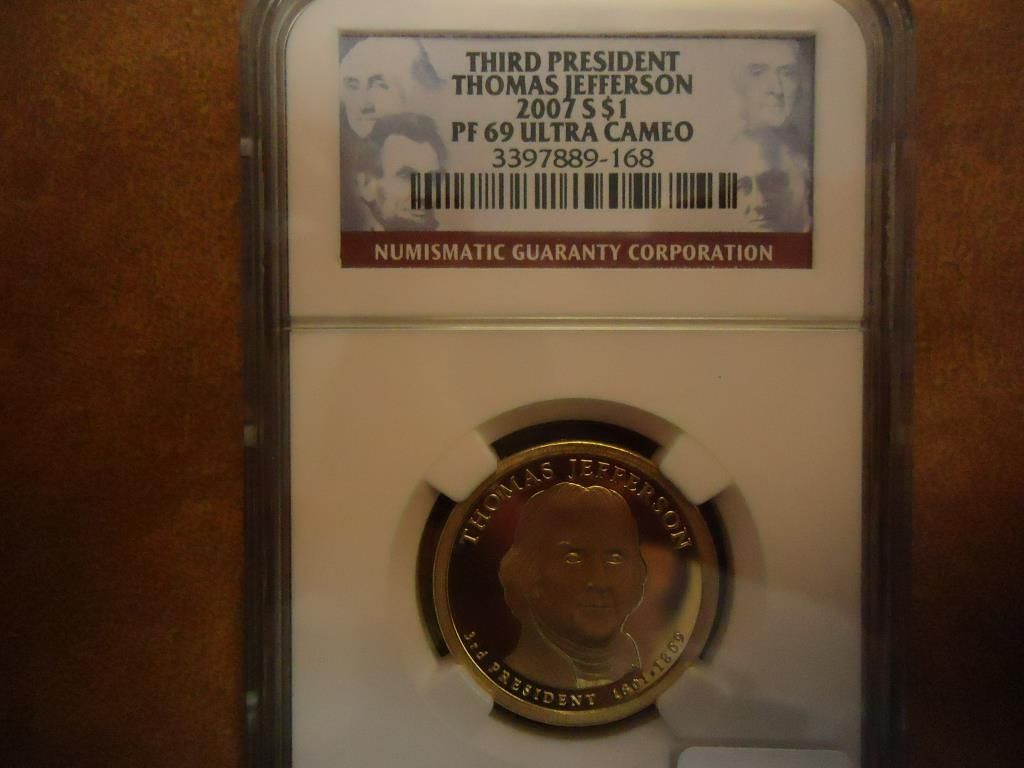 THIRD PRESIDENT
THOMAS JEFFERSON
2007 S $1
PF 69 ULTRA CAMEO
3397889-168
NUMISMATIC GUARANTY CORPORATION
THOMAS JEFFERSON
3rd PRESIDENT 1801-1809